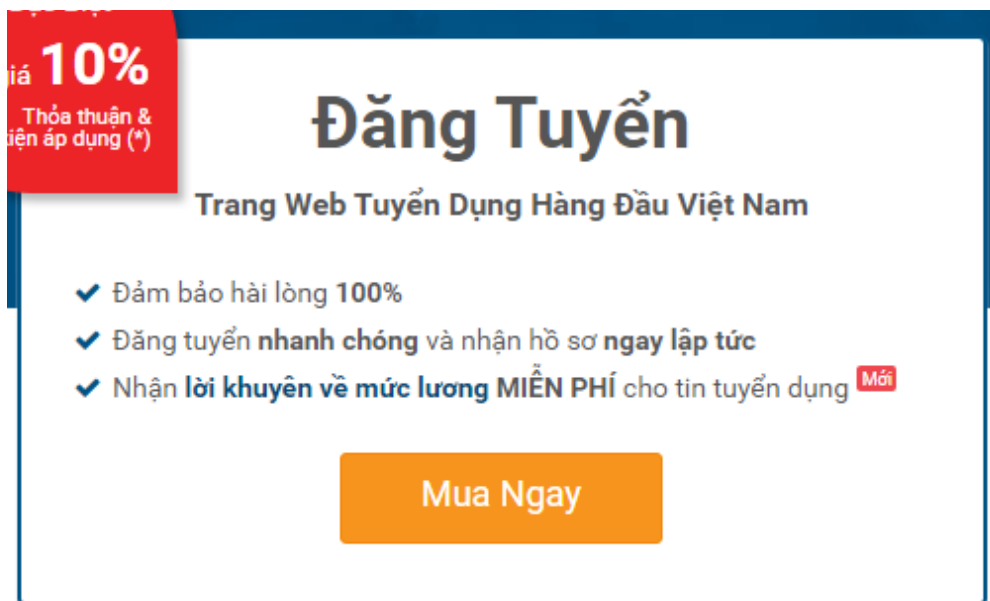 10%
Thỏa thuận &
áp dụng (*)
Đăng Tuyển
Trang Web Tuyển Dụng Hàng Đầu Việt Nam
Đảm bảo hài lòng 100%
Đăng tuyển nhanh chóng và nhận hồ sơ ngay lập tức
Nhận lời khuyên về mức lương MIỄN PHÍ cho tin tuyển dụng Mới
Mua Ngay